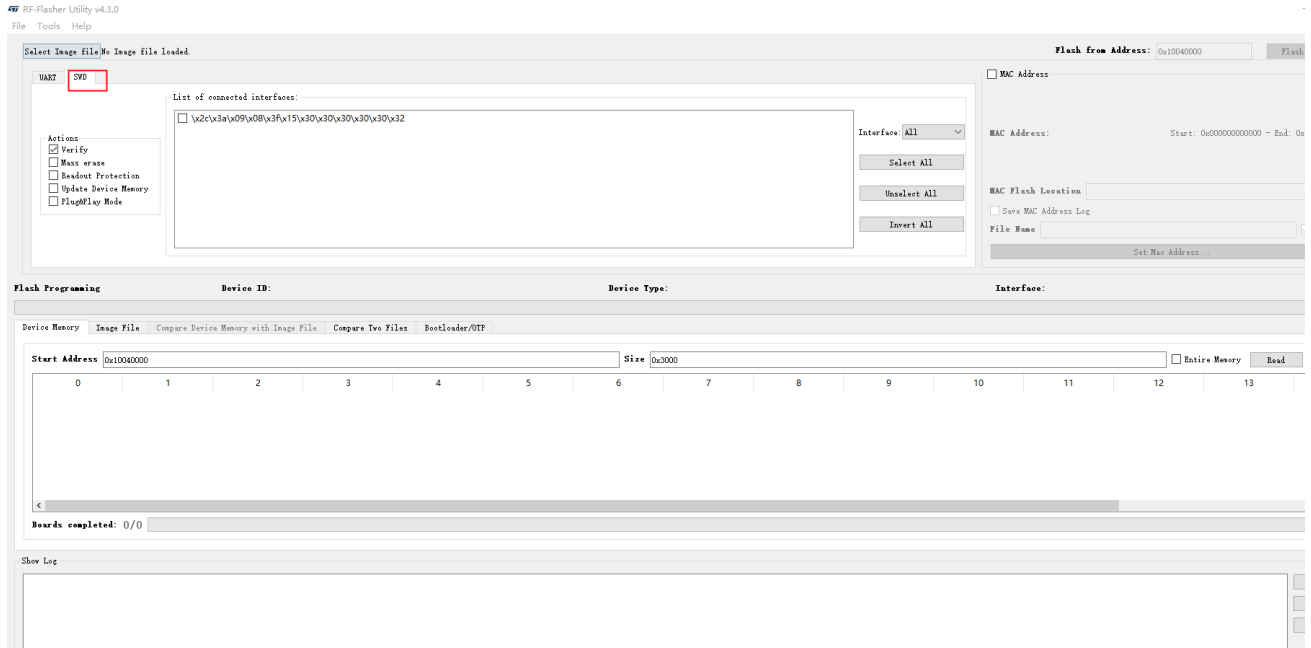 RF-Flasher Utility v4.3.0
File Tools Help
Select Image file No Image file loaded.
Flash from Address: 0x10040000 Flash
UART SWD
MAC Address
List of connected interfaces:
\x2c\x3a\x09\x08\x3f\x15\x30\x30\x30\x30\x30\x32
Interface: All
Actions
Verify
Mass erase
Readout Protection
Update Device Memory
Plug&Play Mode
Select All
Unselect All
Invert All
MAC Address: Start: 0x000000000000 - End: 0x
MAC Flash Location
Save MAC Address Log
File Name
Set Mac Address...
Flash Programming Device ID: Device Type: Interface:
Device Memory Image File Compare Device Memory with Image File Compare Two Files Bootloader/OTP
Start Address 0x10040000 Size 0x3000 Entire Memory Read
0 1 2 3 4 5 6 7 8 9 10 11 12 13
Boards completed: 0/0
Show Log